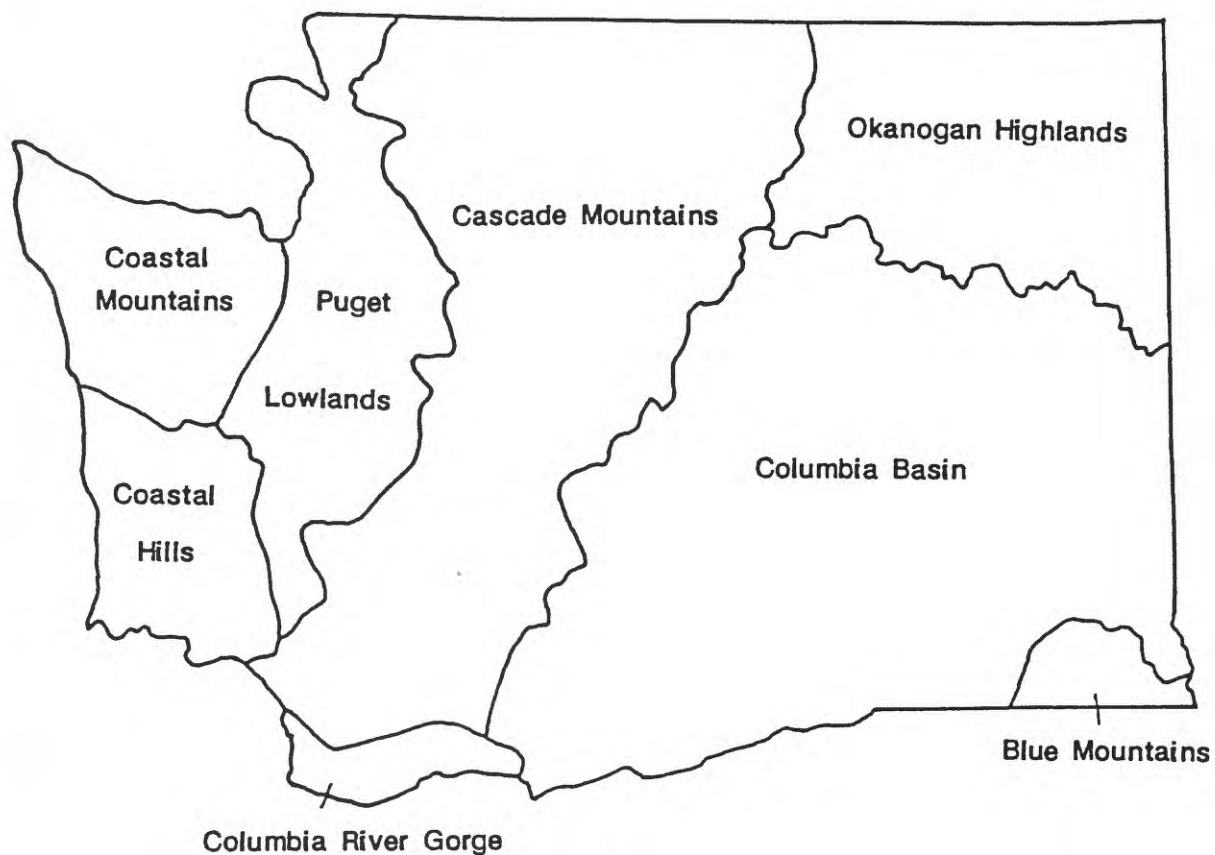 Okanogan Highlands
Cascade Mountains
Coastal
Mountains
Puget
Lowlands
Columbia Basin
Coastal
Hills
Blue Mountains
Columbia River Gorge